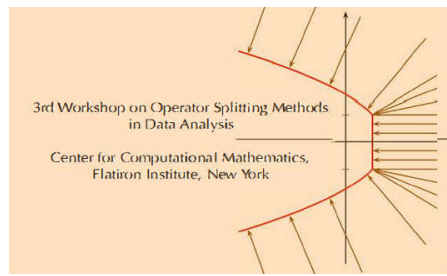 3rd Workshop on Operator Splitting Methods
in Data Analysis
Center for Computational Mathematics,
Flatiron Institute, New York